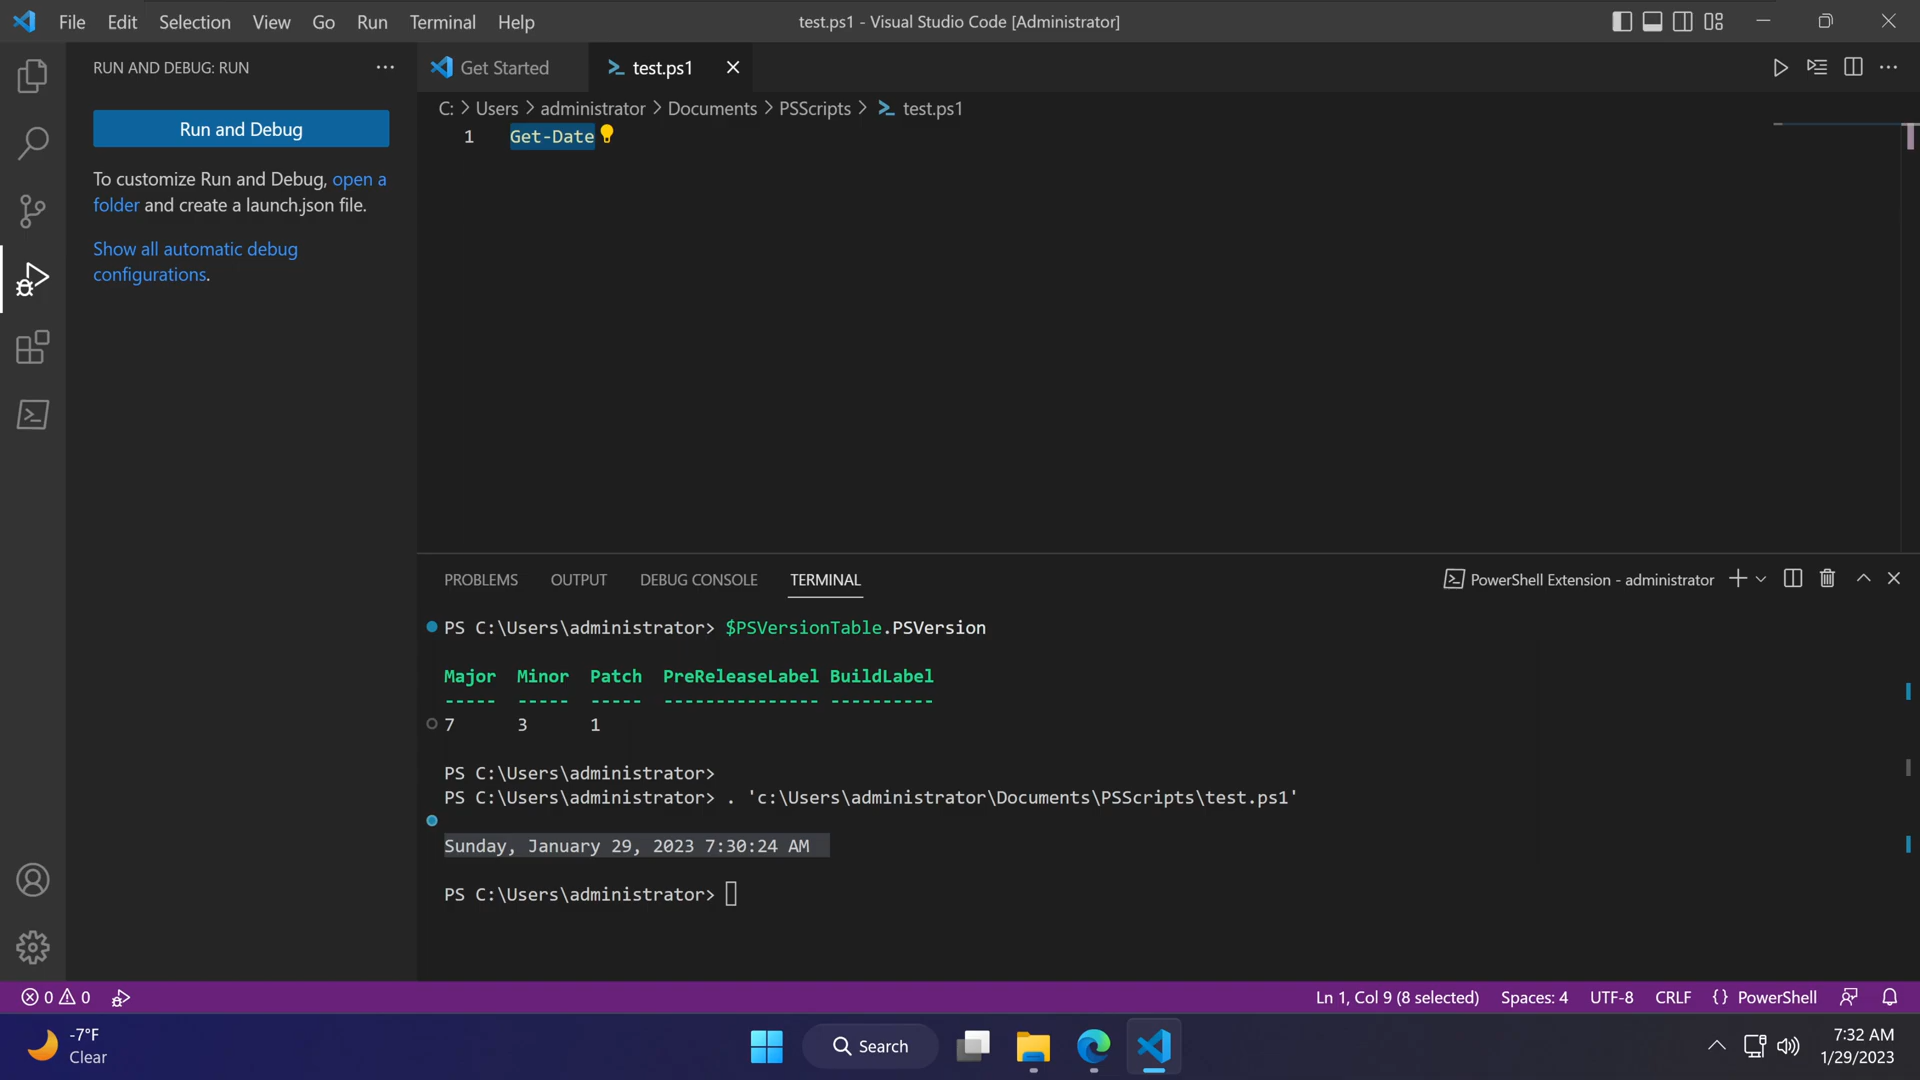 File Edit Selection View Go Run Terminal Help
test.ps1 - Visual Studio Code [Administrator]
RUN AND DEBUG: RUN
Run and Debug
To customize Run and Debug, open a
folder and create a launch.json file.
Show all automatic debug
configurations.
Get Started
test.ps1
C: > Users > administrator > Documents > PSScripts > test.ps1
1 Get-Date
PROBLEMS OUTPUT DEBUG CONSOLE TERMINAL
PowerShell Extension - administrator
PS C:\Users\administrator> $PSVersionTable.PSVersion
Major Minor Patch PreReleaseLabel BuildLabel
----- ----- ----- --------------- ----------
7 3 1
PS C:\Users\administrator>
PS C:\Users\administrator> . 'c:\Users\administrator\Documents\PSScripts\test.ps1'
Sunday, January 29, 2023 7:30:24 AM
PS C:\Users\administrator>
0 0
Ln 1, Col 9 (8 selected) Spaces: 4 UTF-8 CRLF {} PowerShell
-7°F
Clear
Search
7:32 AM
1/29/2023